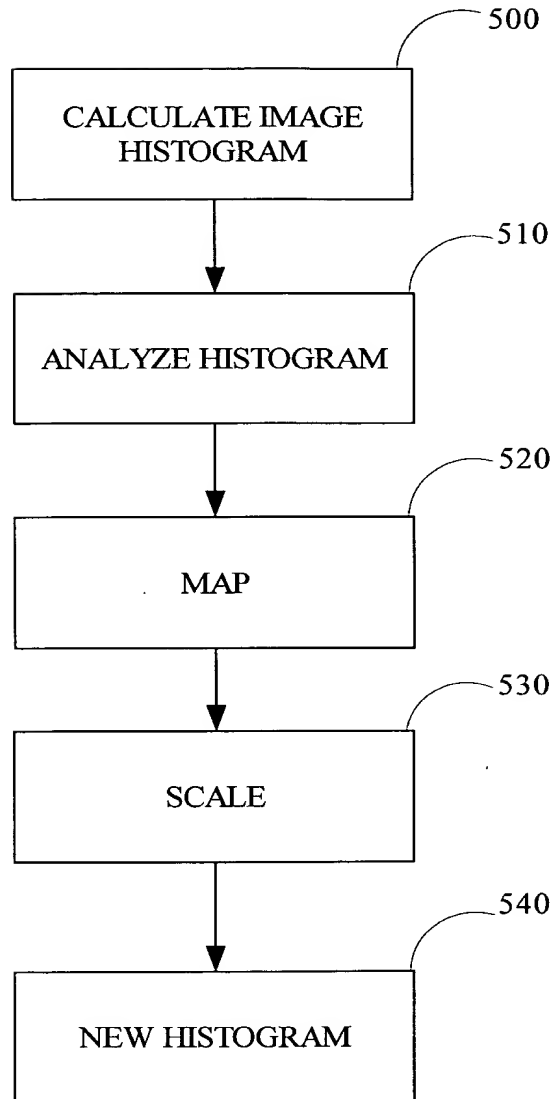 500
CALCULATE IMAGE
HISTOGRAM
510
ANALYZE HISTOGRAM
520
MAP
530
SCALE
540
NEW HISTOGRAM